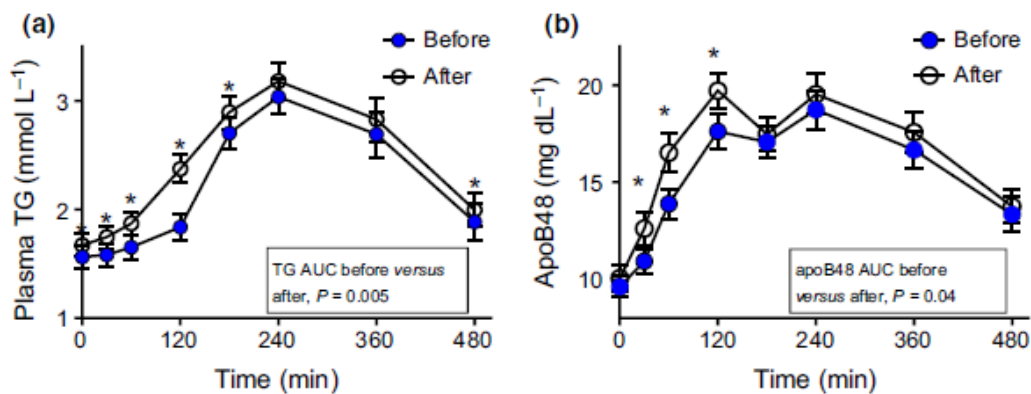 (a)
Before
After
Plasma TG (mmol L⁻¹)
3
2
1
* * * * * *
TG AUC before versus
after, P = 0.005
0 120 240 360 480
Time (min)
(b)
Before
After
ApoB48 (mg dL⁻¹)
20
15
10
* * *
apoB48 AUC before
versus after, P = 0.04
0 120 240 360 480
Time (min)